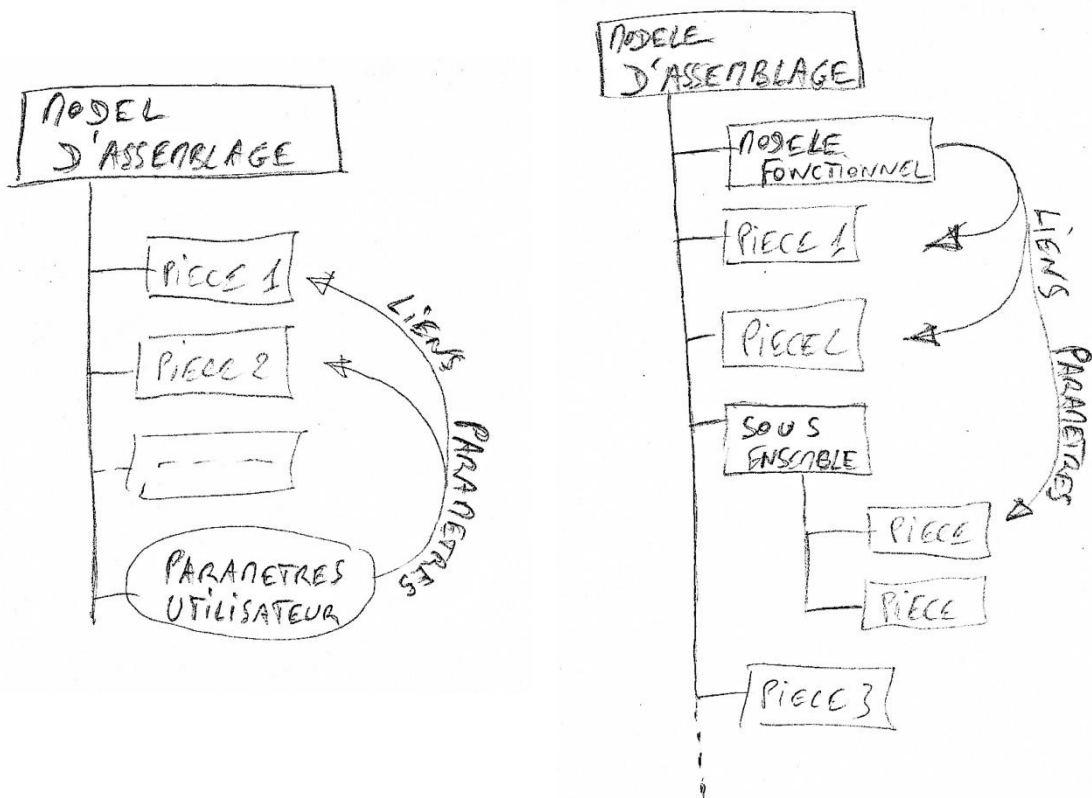 MODEL
D'ASSEMBLAGE
PIECE 1
PIECE 2
PARAMETRES
UTILISATEUR
LIENS
PARAMETRES
MODELE
D'ASSEMBLAGE
MODELE
FONCTIONNEL
PIECE 1
PIECE 2
SOUS
ENSEMBLE
PIECE
PIECE
PIECE 3
LIENS
PARAMETRES